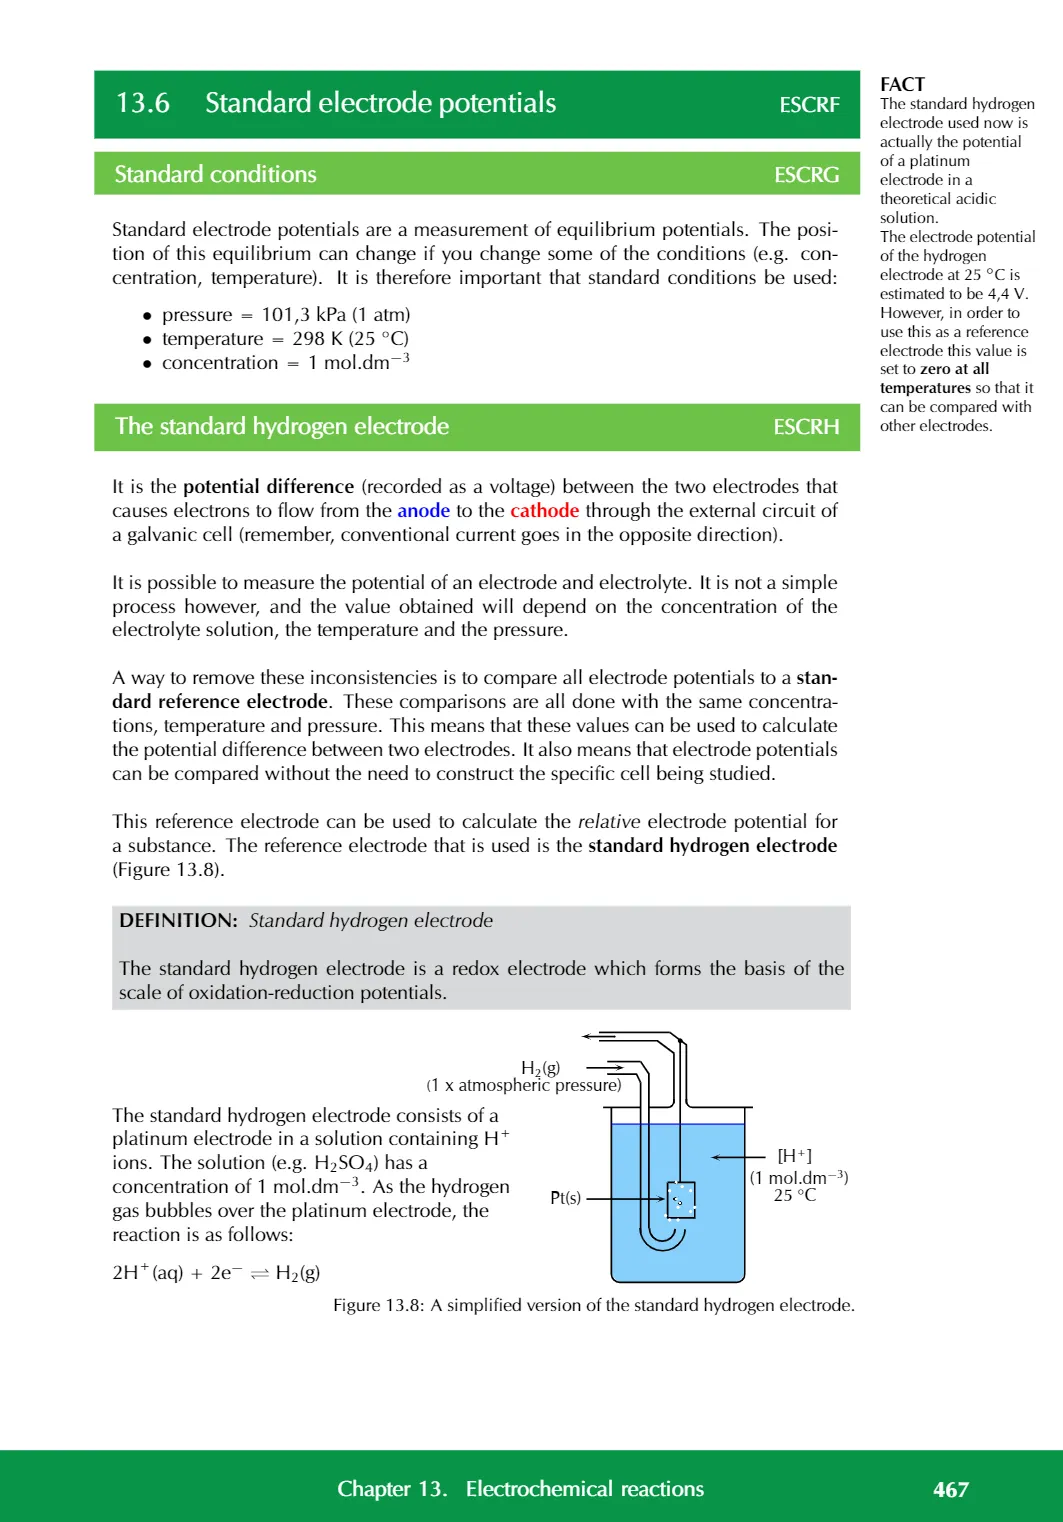 13.6 Standard electrode potentials ESCRF
Standard conditions ESCRG
Standard electrode potentials are a measurement of equilibrium potentials. The posi-
tion of this equilibrium can change if you change some of the conditions (e.g. con-
centration, temperature). It is therefore important that standard conditions be used:
• pressure = 101,3 kPa (1 atm)
• temperature = 298 K (25 °C)
• concentration = 1 mol.dm⁻³
The standard hydrogen electrode ESCRH
It is the potential difference (recorded as a voltage) between the two electrodes that
causes electrons to flow from the anode to the cathode through the external circuit of
a galvanic cell (remember, conventional current goes in the opposite direction).
It is possible to measure the potential of an electrode and electrolyte. It is not a simple
process however, and the value obtained will depend on the concentration of the
electrolyte solution, the temperature and the pressure.
A way to remove these inconsistencies is to compare all electrode potentials to a stan-
dard reference electrode. These comparisons are all done with the same concentra-
tions, temperature and pressure. This means that these values can be used to calculate
the potential difference between two electrodes. It also means that electrode potentials
can be compared without the need to construct the specific cell being studied.
This reference electrode can be used to calculate the relative electrode potential for
a substance. The reference electrode that is used is the standard hydrogen electrode
(Figure 13.8).
DEFINITION: Standard hydrogen electrode
The standard hydrogen electrode is a redox electrode which forms the basis of the
scale of oxidation-reduction potentials.
The standard hydrogen electrode consists of a
platinum electrode in a solution containing H⁺
ions. The solution (e.g. H₂SO₄) has a
concentration of 1 mol.dm⁻³. As the hydrogen
gas bubbles over the platinum electrode, the
reaction is as follows:
2H⁺(aq) + 2e⁻ ⇌ H₂(g)
H₂(g)
(1 x atmospheric pressure)
Pt(s)
[H⁺]
(1 mol.dm⁻³)
25 °C
Figure 13.8: A simplified version of the standard hydrogen electrode.
FACT
The standard hydrogen
electrode used now is
actually the potential
of a platinum
electrode in a
theoretical acidic
solution.
The electrode potential
of the hydrogen
electrode at 25 °C is
estimated to be 4,4 V.
However, in order to
use this as a reference
electrode this value is
set to zero at all
temperatures so that it
can be compared with
other electrodes.
Chapter 13. Electrochemical reactions 467